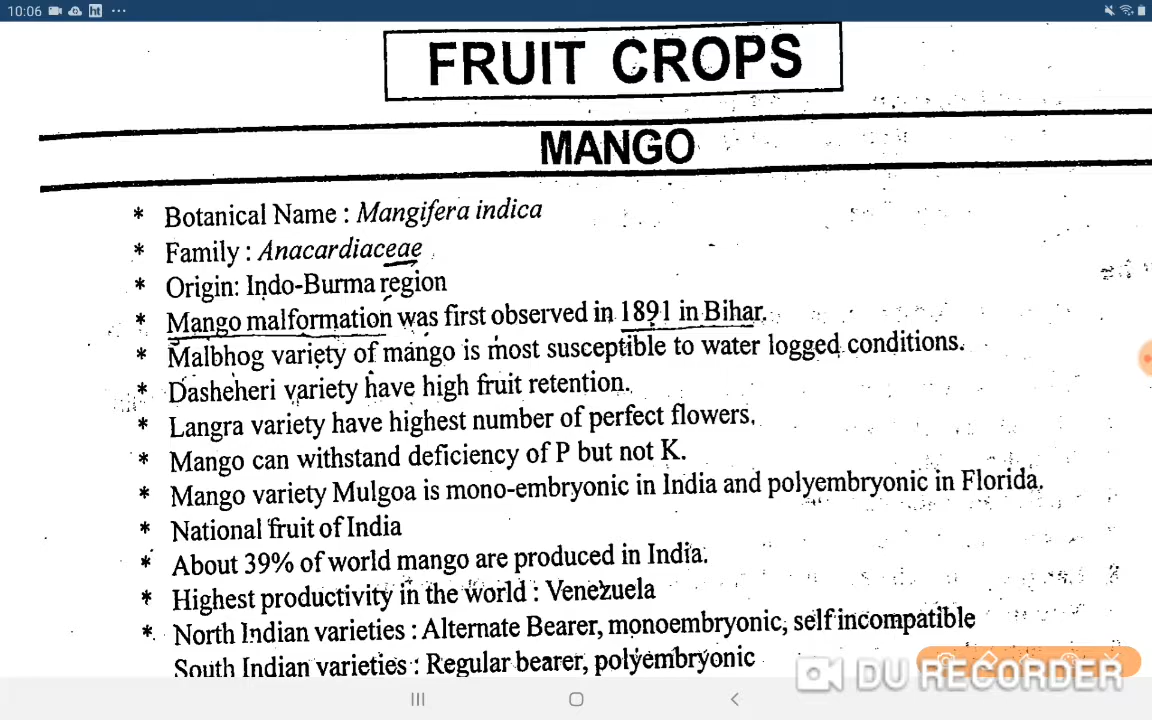 10:06
FRUIT CROPS
MANGO
* Botanical Name : Mangifera indica
* Family : Anacardiaceae
* Origin: Indo-Burma region
* Mango malformation was first observed in 1891 in Bihar.
* Malbhog variety of mango is most susceptible to water logged conditions.
* Dasheheri variety have high fruit retention.
* Langra variety have highest number of perfect flowers.
* Mango can withstand deficiency of P but not K.
* Mango variety Mulgoa is mono-embryonic in India and polyembryonic in Florida.
* National fruit of India
* About 39% of world mango are produced in India.
* Highest productivity in the world : Venezuela
* North Indian varieties : Alternate Bearer, monoembryonic, self incompatible
South Indian varieties : Regular bearer, polyembryonic
DU RECORDER